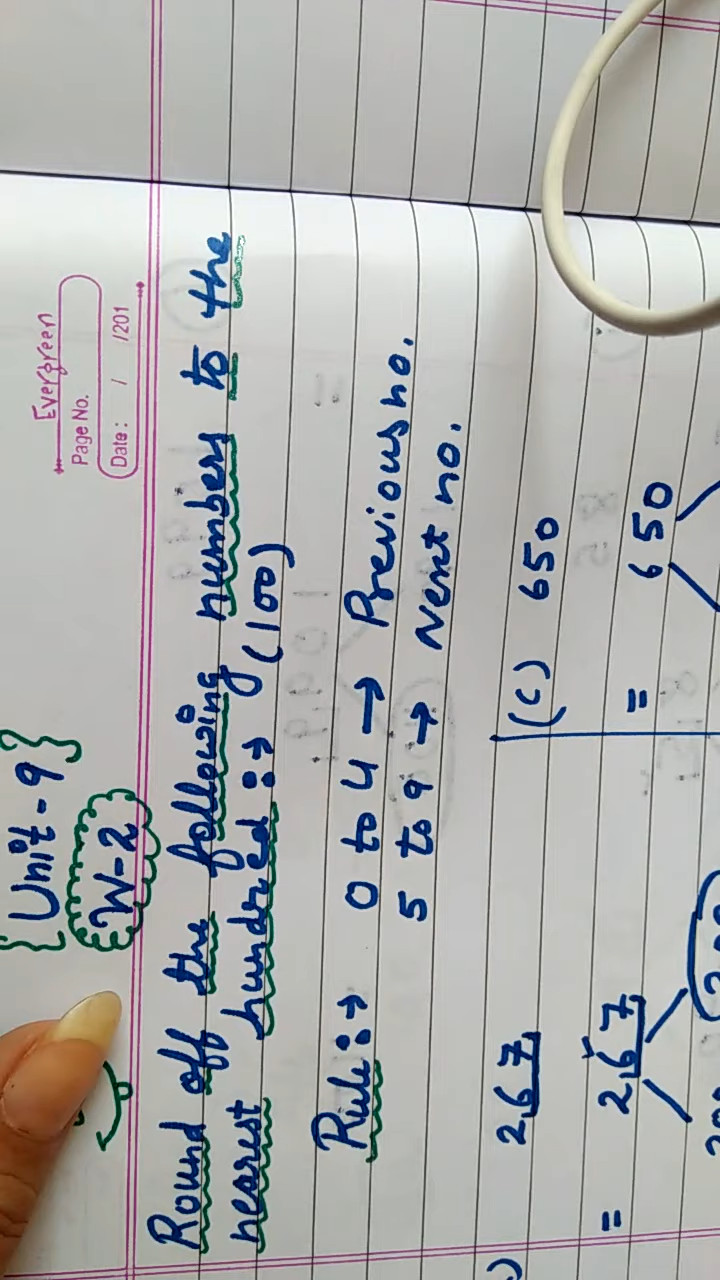 Evergreen
Page No.
Date: / /201
{Unit-9}
W-2
Round off the following numbers to the
nearest hundred :→ (100)
Rule :→ 0 to 4 → Previous no.
5 to 9 → Next no.
267
(C) 650
= 267
= 650